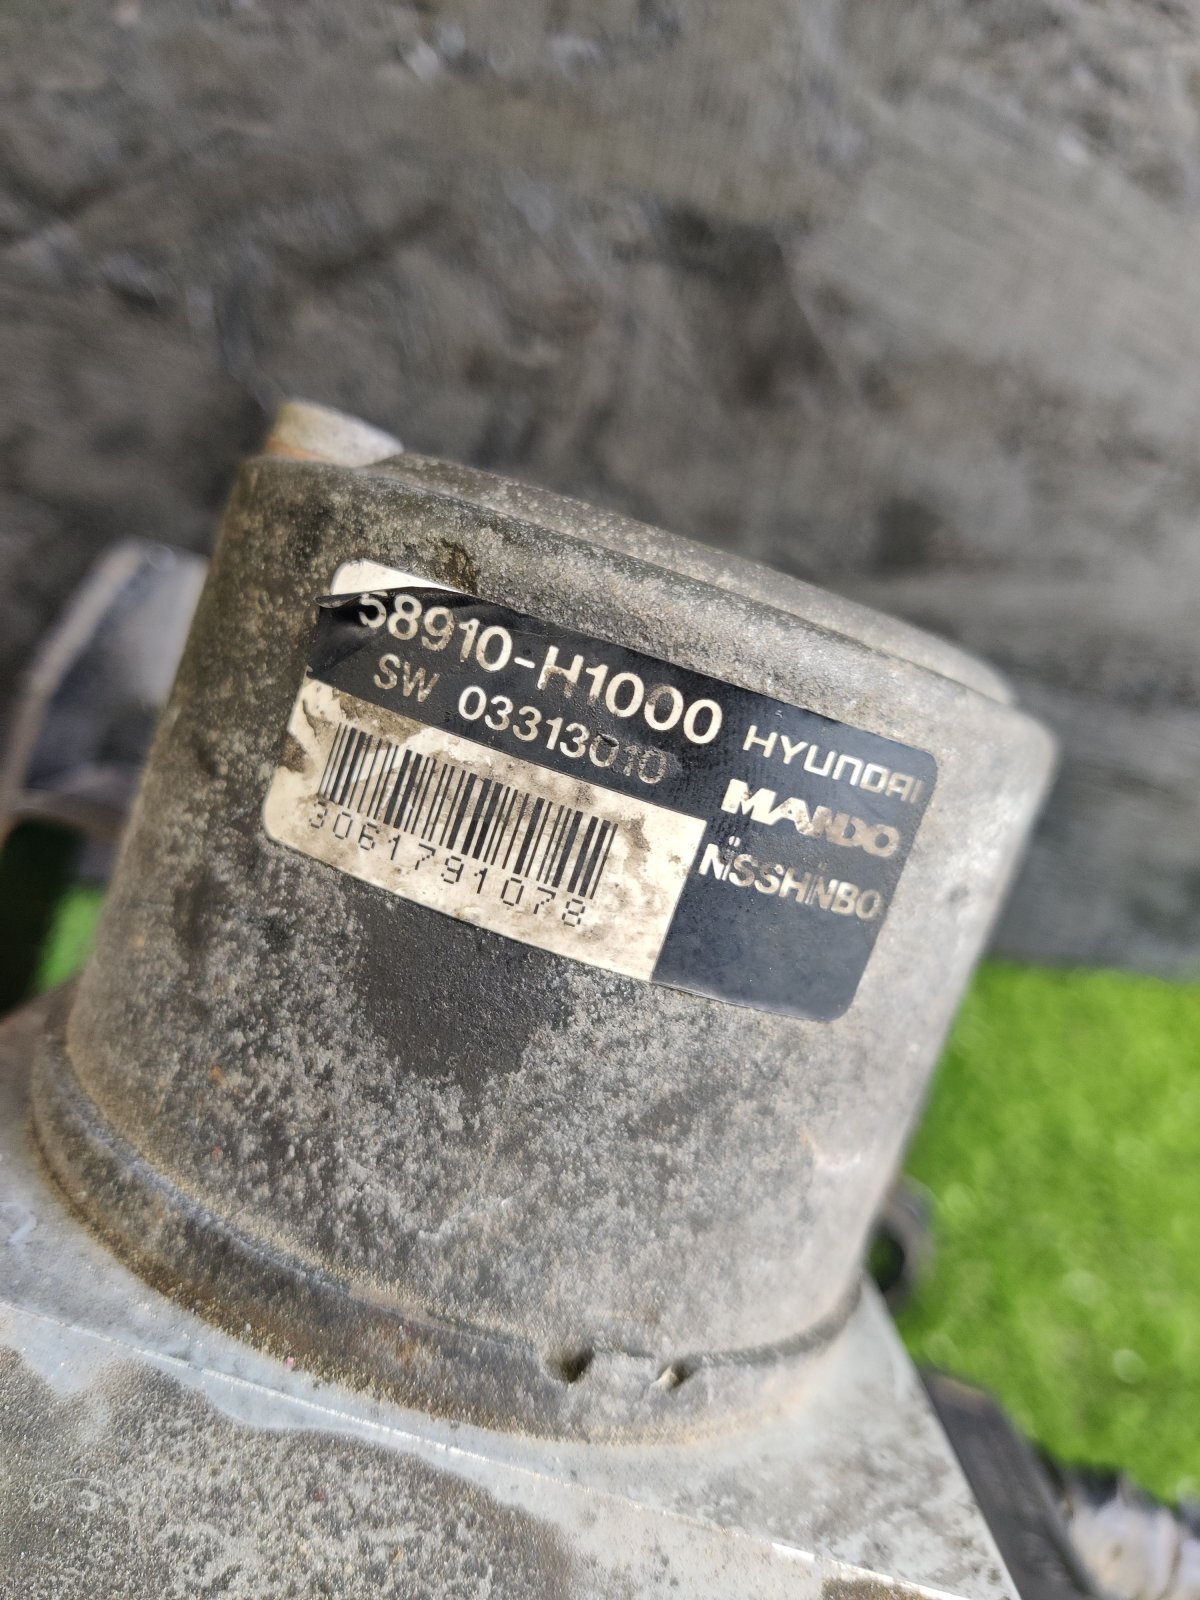 58910-H1000
SW 03313010
3061791078
HYUNDAI
MANDO
NISSHINBO